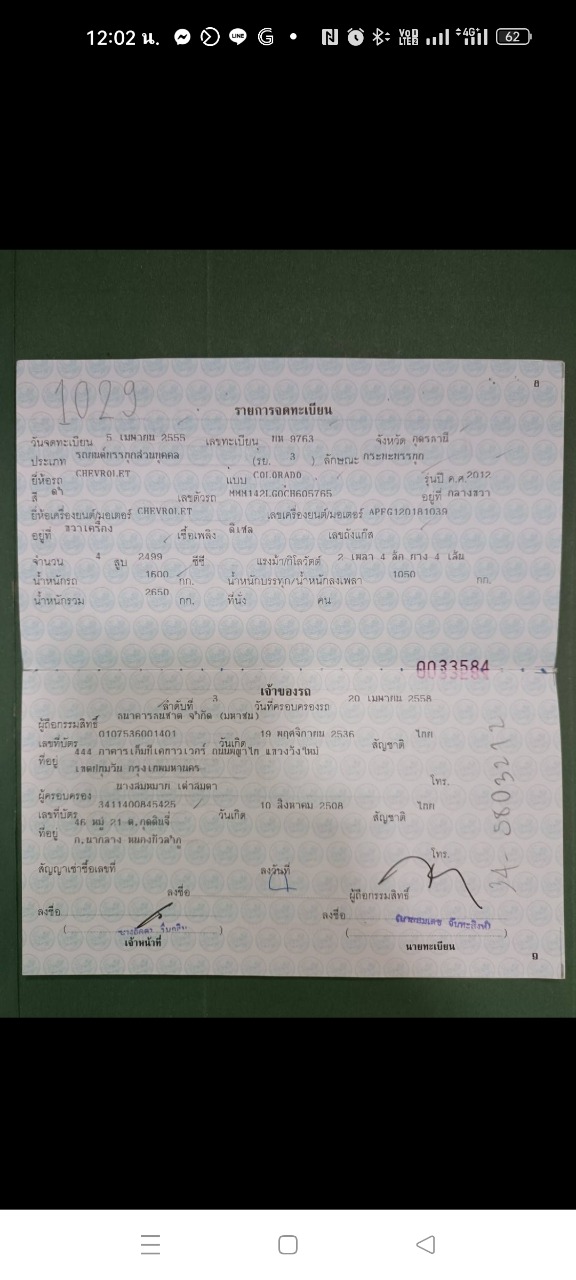 12:02 น. LINE G • VoLTE2 4G+ 62
8
1029
รายการจดทะเบียน
วันจดทะเบียน 5 เมษายน 2555 เลขทะเบียน 9763 จังหวัด อุดรธานี
ประเภท รถยนต์บรรทุกส่วนบุคคล (รย. 3 ) ลักษณะ กระบะบรรทุก
ยี่ห้อรถ CHEVROLET แบบ COLORADO รุ่นปี ค.ศ. 2012
สี ดำ เลขตัวรถ MMM142LG0CH605765 อยู่ที่ กลางขวา
ยี่ห้อเครื่องยนต์/มอเตอร์ CHEVROLET เลขเครื่องยนต์/มอเตอร์ APFG120181039
อยู่ที่ ขวาเครื่อง เชื้อเพลิง ดีเซล เลขถังแก๊ส
จำนวน 4 สูบ 2499 ซีซี แรงม้า/กิโลวัตต์ 2 เพลา 4 ล้อ ยาง 4 เส้น
น้ำหนักรถ 1600 กก. น้ำหนักบรรทุก/น้ำหนักลงเพลา 1050 กก.
น้ำหนักรวม 2650 กก. ที่นั่ง คน
0033584
เจ้าของรถ
ลำดับที่ 3 วันที่ครอบครองรถ 20 เมษายน 2558
ผู้ถือกรรมสิทธิ์ ธนาคารธนชาต จำกัด (มหาชน)
เลขที่บัตร 0107536001401 วันเกิด 19 พฤศจิกายน 2536 สัญชาติ ไทย
ที่อยู่ 444 อาคารเอ็มบีเคทาวเวอร์ ถนนพญาไท แขวงวังใหม่
เขตปทุมวัน กรุงเทพมหานคร โทร.
ผู้ครอบครอง นางสมหมาย
เลขที่บัตร 3411400845425 วันเกิด 10 สิงหาคม 2508 สัญชาติ ไทย
ที่อยู่ 46 หมู่ 21 ต.กุดดินจี่
อ.นากลาง หนองบัวลำภู โทร.
สัญญาเช่าซื้อเลขที่ ลงวันที่
ลงชื่อ ผู้ถือกรรมสิทธิ์
ลงชื่อ ลงชื่อ
เจ้าหน้าที่ นายทะเบียน
9